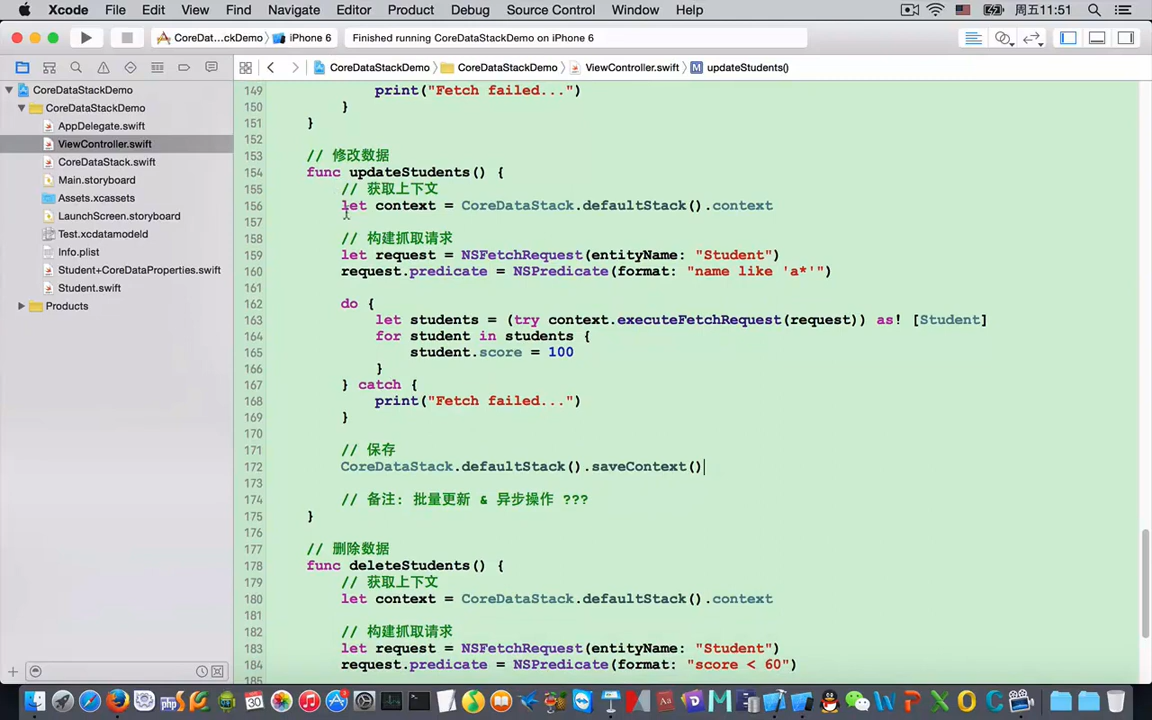 Xcode File Edit View Find Navigate Editor Product Debug Source Control Window Help 周五11:51
CoreDat...ckDemo iPhone 6 Finished running CoreDataStackDemo on iPhone 6
CoreDataStackDemo CoreDataStackDemo ViewController.swift M updateStudents()
CoreDataStackDemo
CoreDataStackDemo
AppDelegate.swift
ViewController.swift
CoreDataStack.swift
Main.storyboard
Assets.xcassets
LaunchScreen.storyboard
Test.xcdatamodeld
Info.plist
Student+CoreDataProperties.swift
Student.swift
Products
149 print("Fetch failed...")
150 }
151 }
152
153 // 修改数据
154 func updateStudents() {
155 // 获取上下文
156 let context = CoreDataStack.defaultStack().context
157
158 // 构建抓取请求
159 let request = NSFetchRequest(entityName: "Student")
160 request.predicate = NSPredicate(format: "name like 'a*'")
161
162 do {
163 let students = (try context.executeFetchRequest(request)) as! [Student]
164 for student in students {
165 student.score = 100
166 }
167 } catch {
168 print("Fetch failed...")
169 }
170
171 // 保存
172 CoreDataStack.defaultStack().saveContext()
173
174 // 备注: 批量更新 & 异步操作 ???
175 }
176
177 // 删除数据
178 func deleteStudents() {
179 // 获取上下文
180 let context = CoreDataStack.defaultStack().context
181
182 // 构建抓取请求
183 let request = NSFetchRequest(entityName: "Student")
184 request.predicate = NSPredicate(format: "score < 60")
185